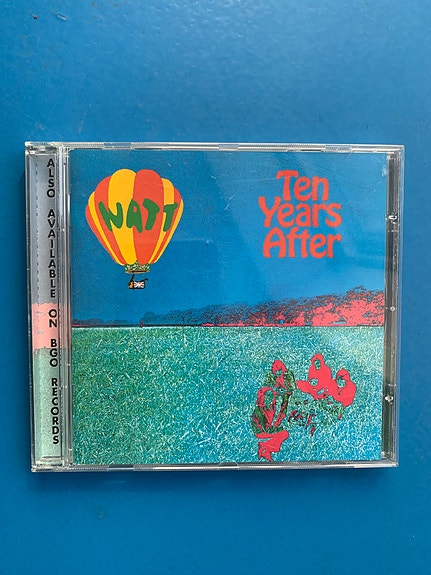 ALSO AVAILABLE ON BGO RECORDS
WATT
Ten
Years
After